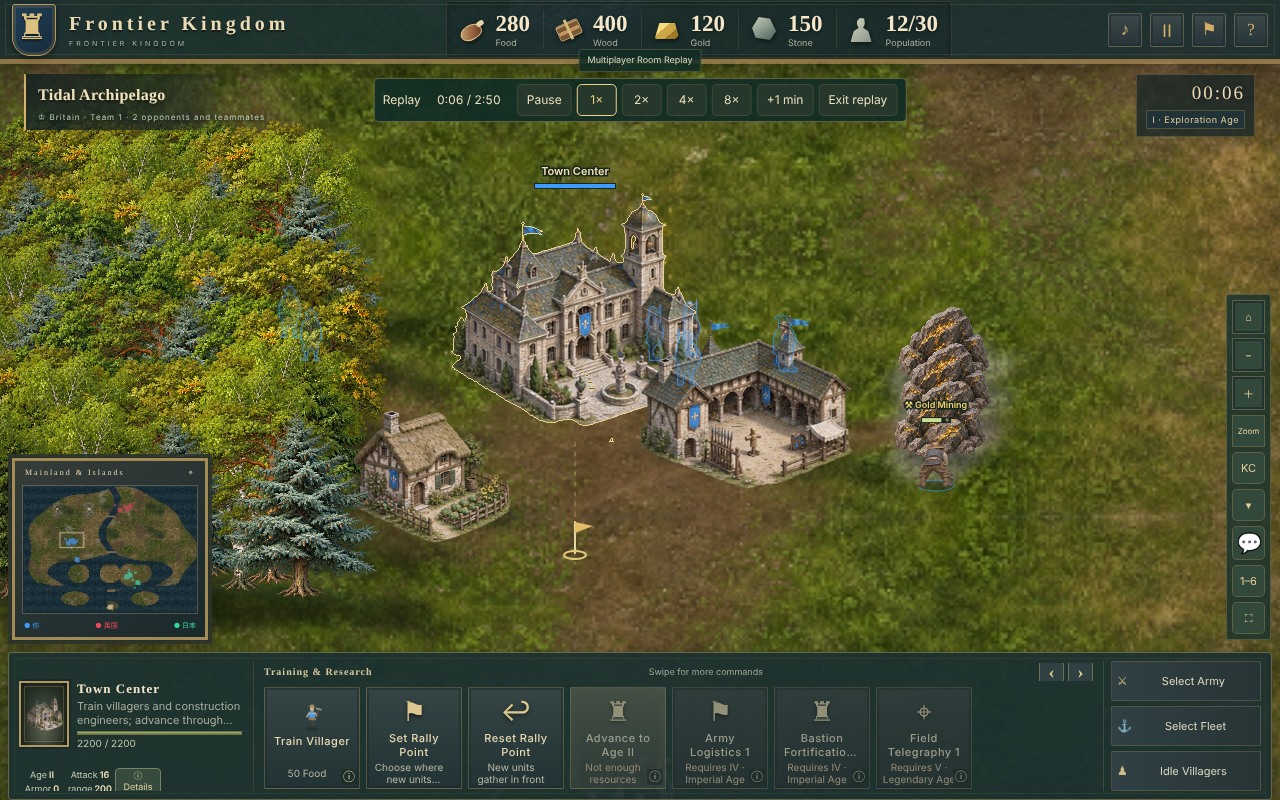 Frontier Kingdom
FRONTIER KINGDOM
280
Food
400
Wood
120
Gold
150
Stone
12/30
Population
♪
II
?
Multiplayer Room Replay
Tidal Archipelago
Britain · Team 1 · 2 opponents and teammates
Replay
0:06 / 2:50
Pause
1×
2×
4×
8×
+1 min
Exit replay
00:06
I · Exploration Age
Town Center
Gold Mining
−
+
Zoom
KC
1–6
Mainland & Islands
你
英国
日本
Town Center
Train villagers and construction
engineers; advance through...
2200 / 2200
Age II
Attack 16
Armor 0
range 200
Details
Training & Research
Swipe for more commands
‹
›
Train Villager
50 Food
Set Rally
Point
Choose where
new units...
Reset Rally
Point
New units
gather in front
Advance to
Age II
Not enough
resources
Army
Logistics 1
Requires IV ·
Imperial Age
Bastion
Fortificatio...
Requires IV ·
Imperial Age
Field
Telegraphy 1
Requires V ·
Legendary Age
Select Army
Select Fleet
Idle Villagers